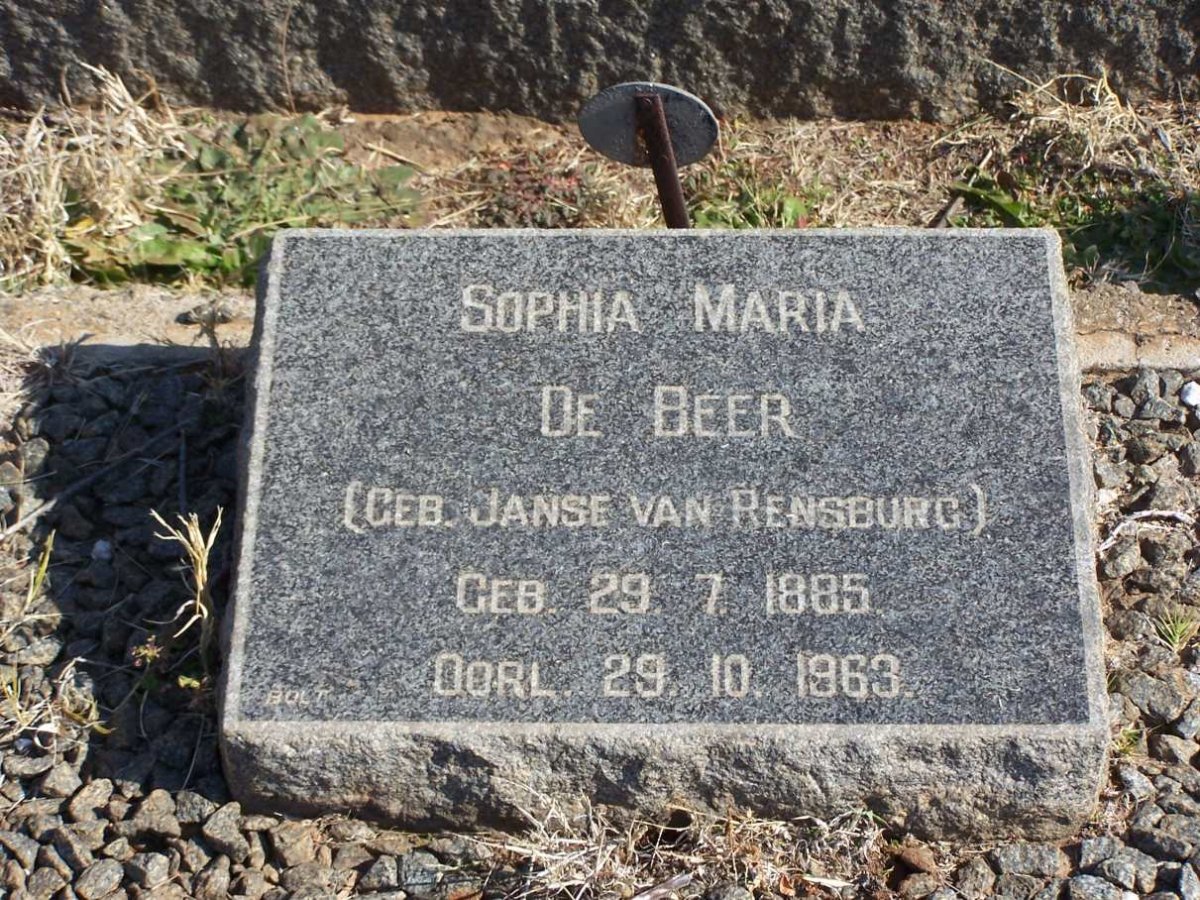 SOPHIA MARIA
DE BEER
(GEB. JANSE VAN RENSBURG)
GEB. 29. 7. 1885.
OORL. 29. 10. 1963.
BOLT